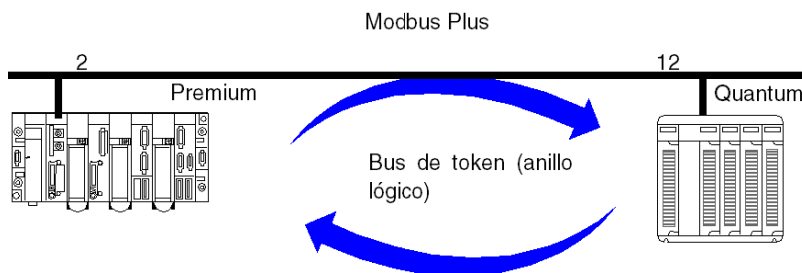 Modbus Plus
2
12
Premium
Quantum
Bus de token (anillo
lógico)